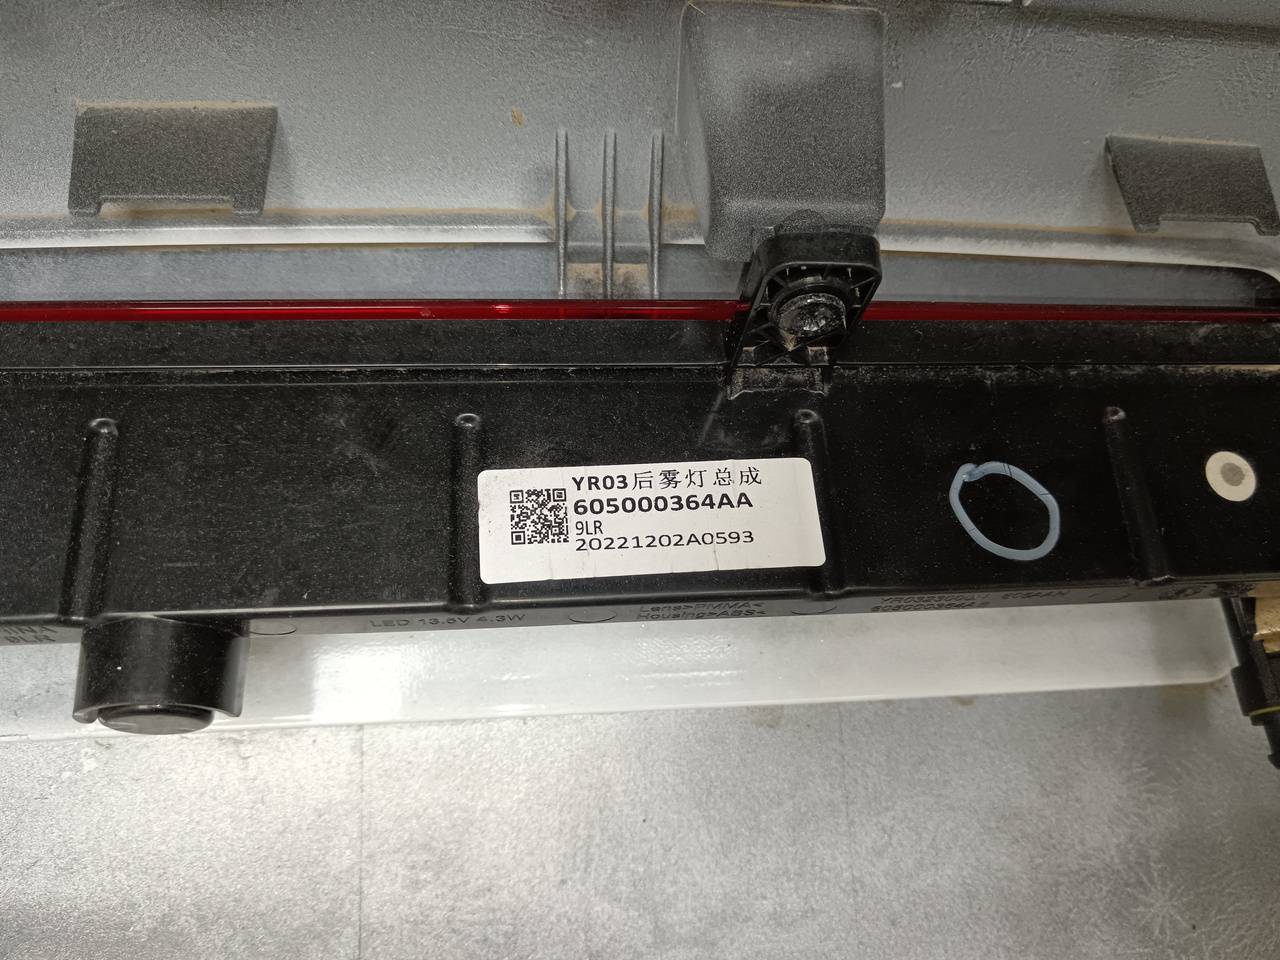 YR03后雾灯总成
605000364AA
9LR
20221202A0593
LED 13.5V 4.3W
Lens>PMMA<
Housing>ABS<